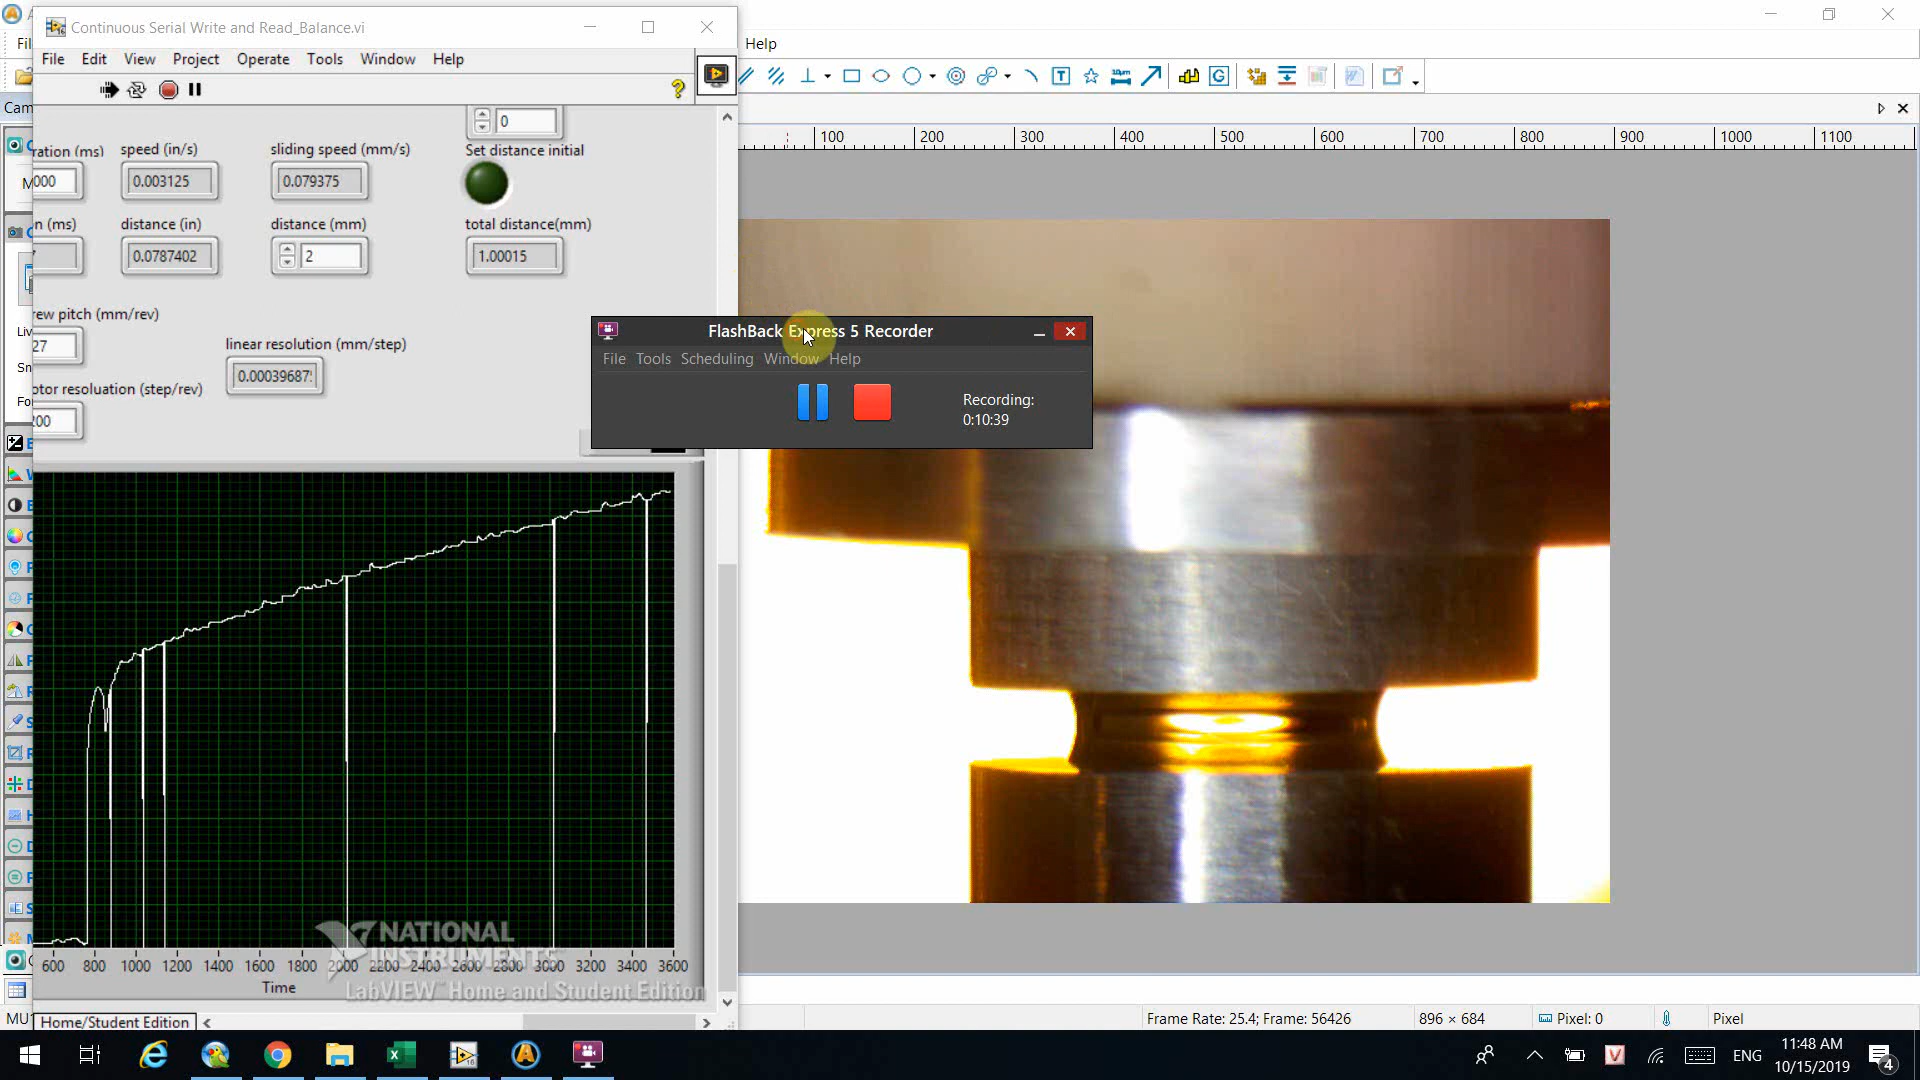 Continuous Serial Write and Read_Balance.vi
File Edit View Project Operate Tools Window Help
Help
0
ration (ms) speed (in/s) sliding speed (mm/s) Set distance initial
000 0.003125 0.079375
n (ms) distance (in) distance (mm) total distance(mm)
0.0787402 2 1.00015
rew pitch (mm/rev)
27
linear resolution (mm/step)
0.00039687
otor resoluation (step/rev)
200
100 200 300 400 500 600 700 800 900 1000 1100
FlashBack Express 5 Recorder
File Tools Scheduling Window Help
Recording:
0:10:39
600 800 1000 1200 1400 1600 1800 2000 2200 2400 2600 2800 3000 3200 3400 3600
Time
NATIONAL
INSTRUMENTS
LabVIEW Home and Student Edition
Home/Student Edition
Cam
Frame Rate: 25.4; Frame: 56426 896 × 684 Pixel: 0 Pixel
ENG 11:48 AM
10/15/2019 4